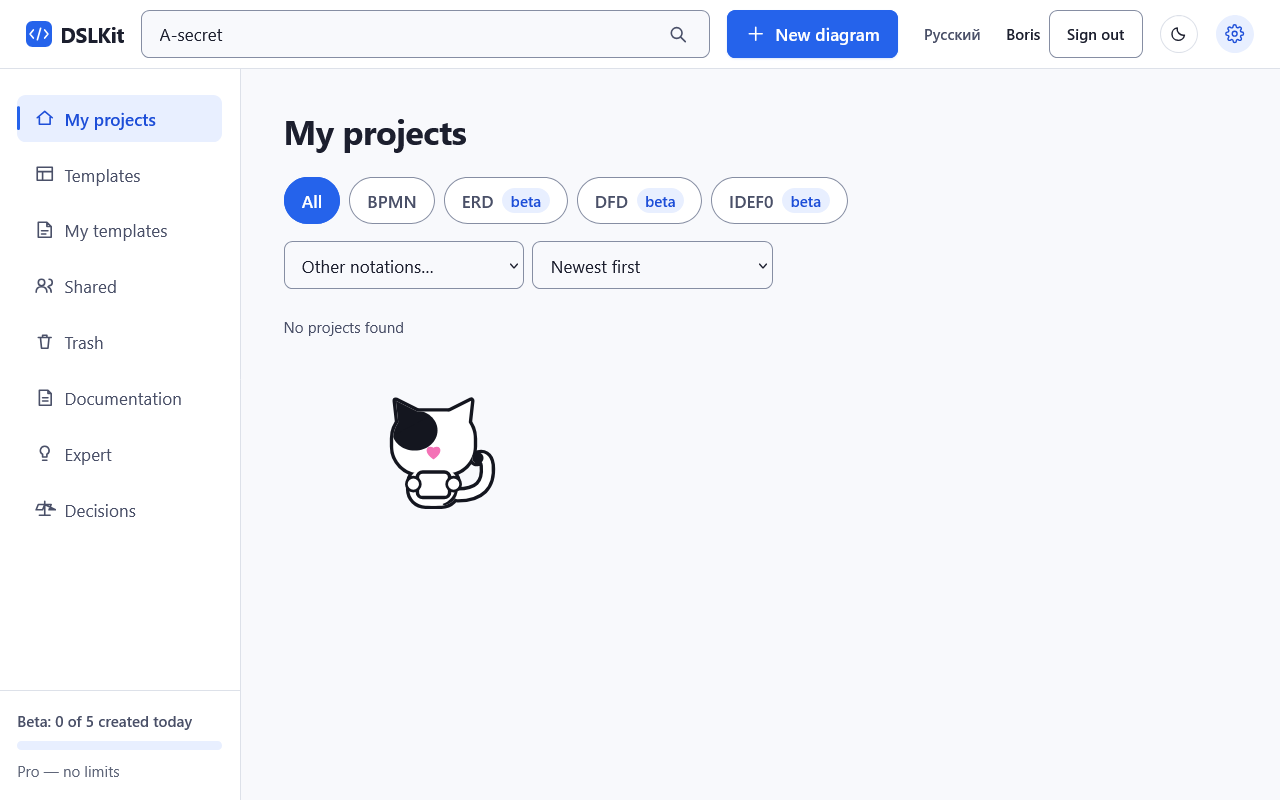 DSLKit
A-secret
New diagram
Русский
Boris
Sign out
My projects
Templates
My templates
Shared
Trash
Documentation
Expert
Decisions
Beta: 0 of 5 created today
Pro — no limits
My projects
All
BPMN
ERD beta
DFD beta
IDEF0 beta
Other notations...
Newest first
No projects found